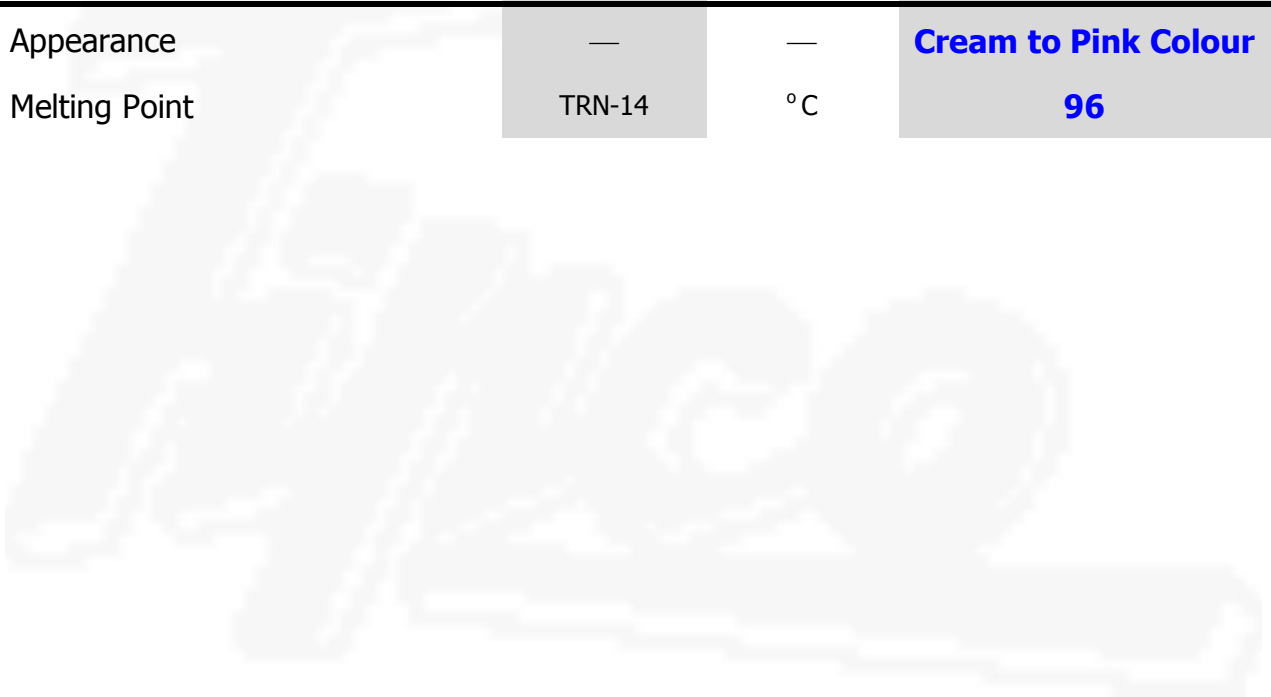 Appearance — — Cream to Pink Colour
Melting Point TRN-14 °C 96